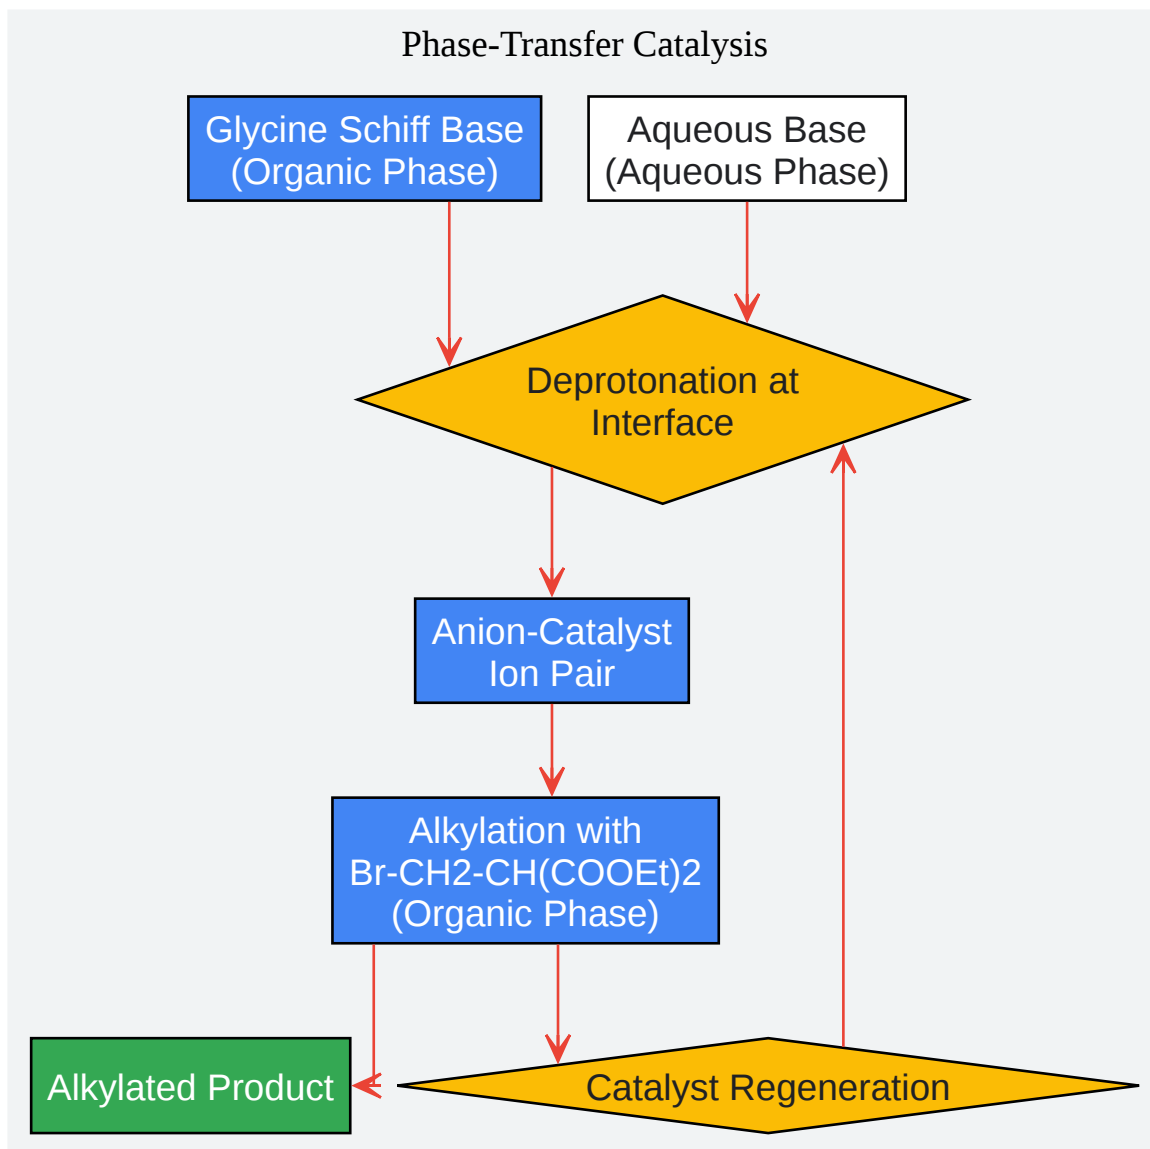 Phase-Transfer Catalysis
Glycine Schiff Base
(Organic Phase)
Aqueous Base
(Aqueous Phase)
Deprotonation at
Interface
Anion-Catalyst
Ion Pair
Alkylation with
Br-CH2-CH(COOEt)2
(Organic Phase)
Alkylated Product
Catalyst Regeneration